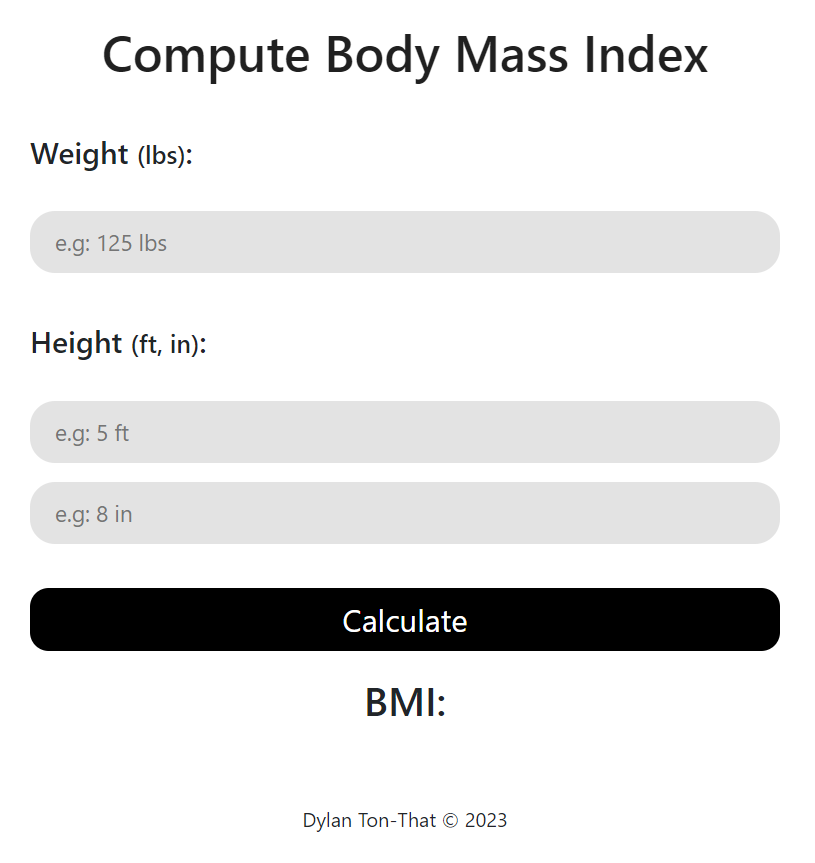 Compute Body Mass Index
Weight (lbs):
e.g: 125 lbs
Height (ft, in):
e.g: 5 ft
e.g: 8 in
Calculate
BMI:
Dylan Ton-That © 2023